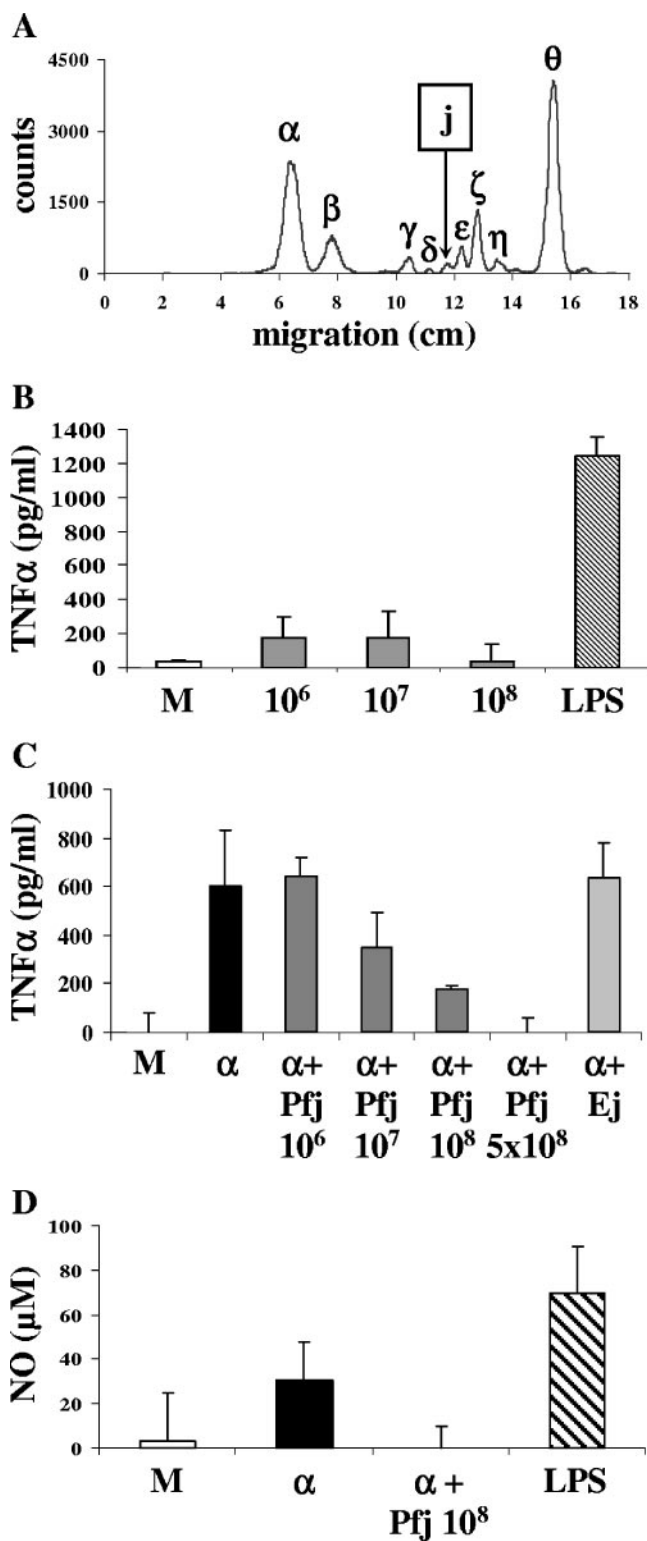 A
4500
3000
1500
0
counts
α
β
γ
δ
j
ε
ζ
η
θ
0 2 4 6 8 10 12 14 16 18
migration (cm)
B
1400
1200
1000
800
600
400
200
0
TNFα (pg/ml)
M 10⁶ 10⁷ 10⁸ LPS
C
1000
800
600
400
200
0
TNFα (pg/ml)
M α α+ α+ α+ α+ α+
Pfj Pfj Pfj Pfj Ej
10⁶ 10⁷ 10⁸ 5x10⁸
D
100
80
60
40
20
0
NO (µM)
M α α + LPS
Pfj 10⁸